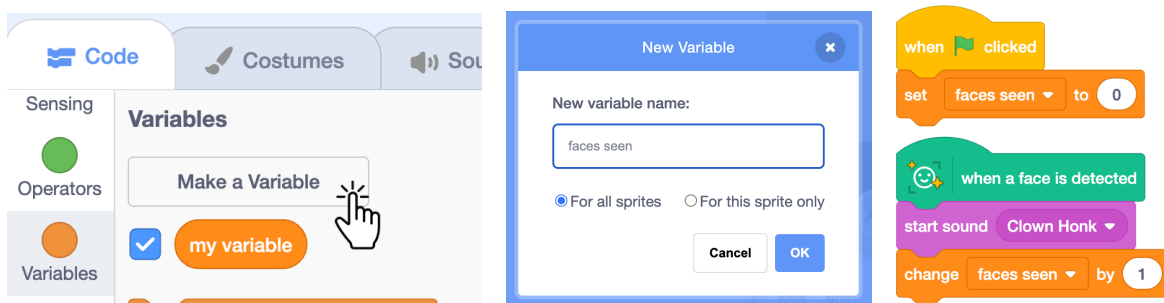 Code
Costumes
Sou
Sensing
Operators
Variables
Variables
Make a Variable
my variable
New Variable
New variable name:
faces seen
For all sprites
For this sprite only
Cancel
OK
when clicked
set faces seen to 0
when a face is detected
start sound Clown Honk
change faces seen by 1